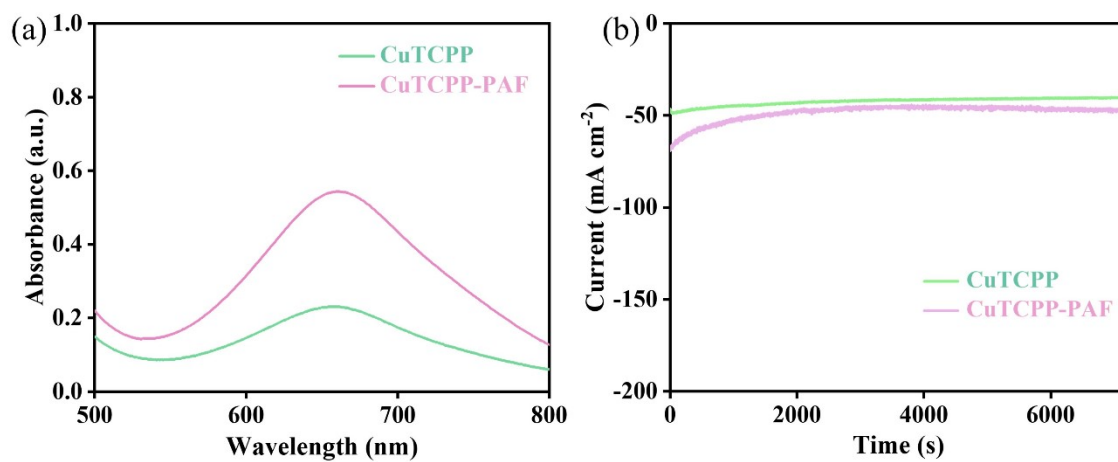 (a)
1.0
0.8
0.6
0.4
0.2
0.0
Absorbance (a.u.)
CuTCPP
CuTCPP-PAF
500
600
700
800
Wavelength (nm)
(b)
0
-50
-100
-150
-200
Current (mA cm⁻²)
CuTCPP
CuTCPP-PAF
0
2000
4000
6000
Time (s)